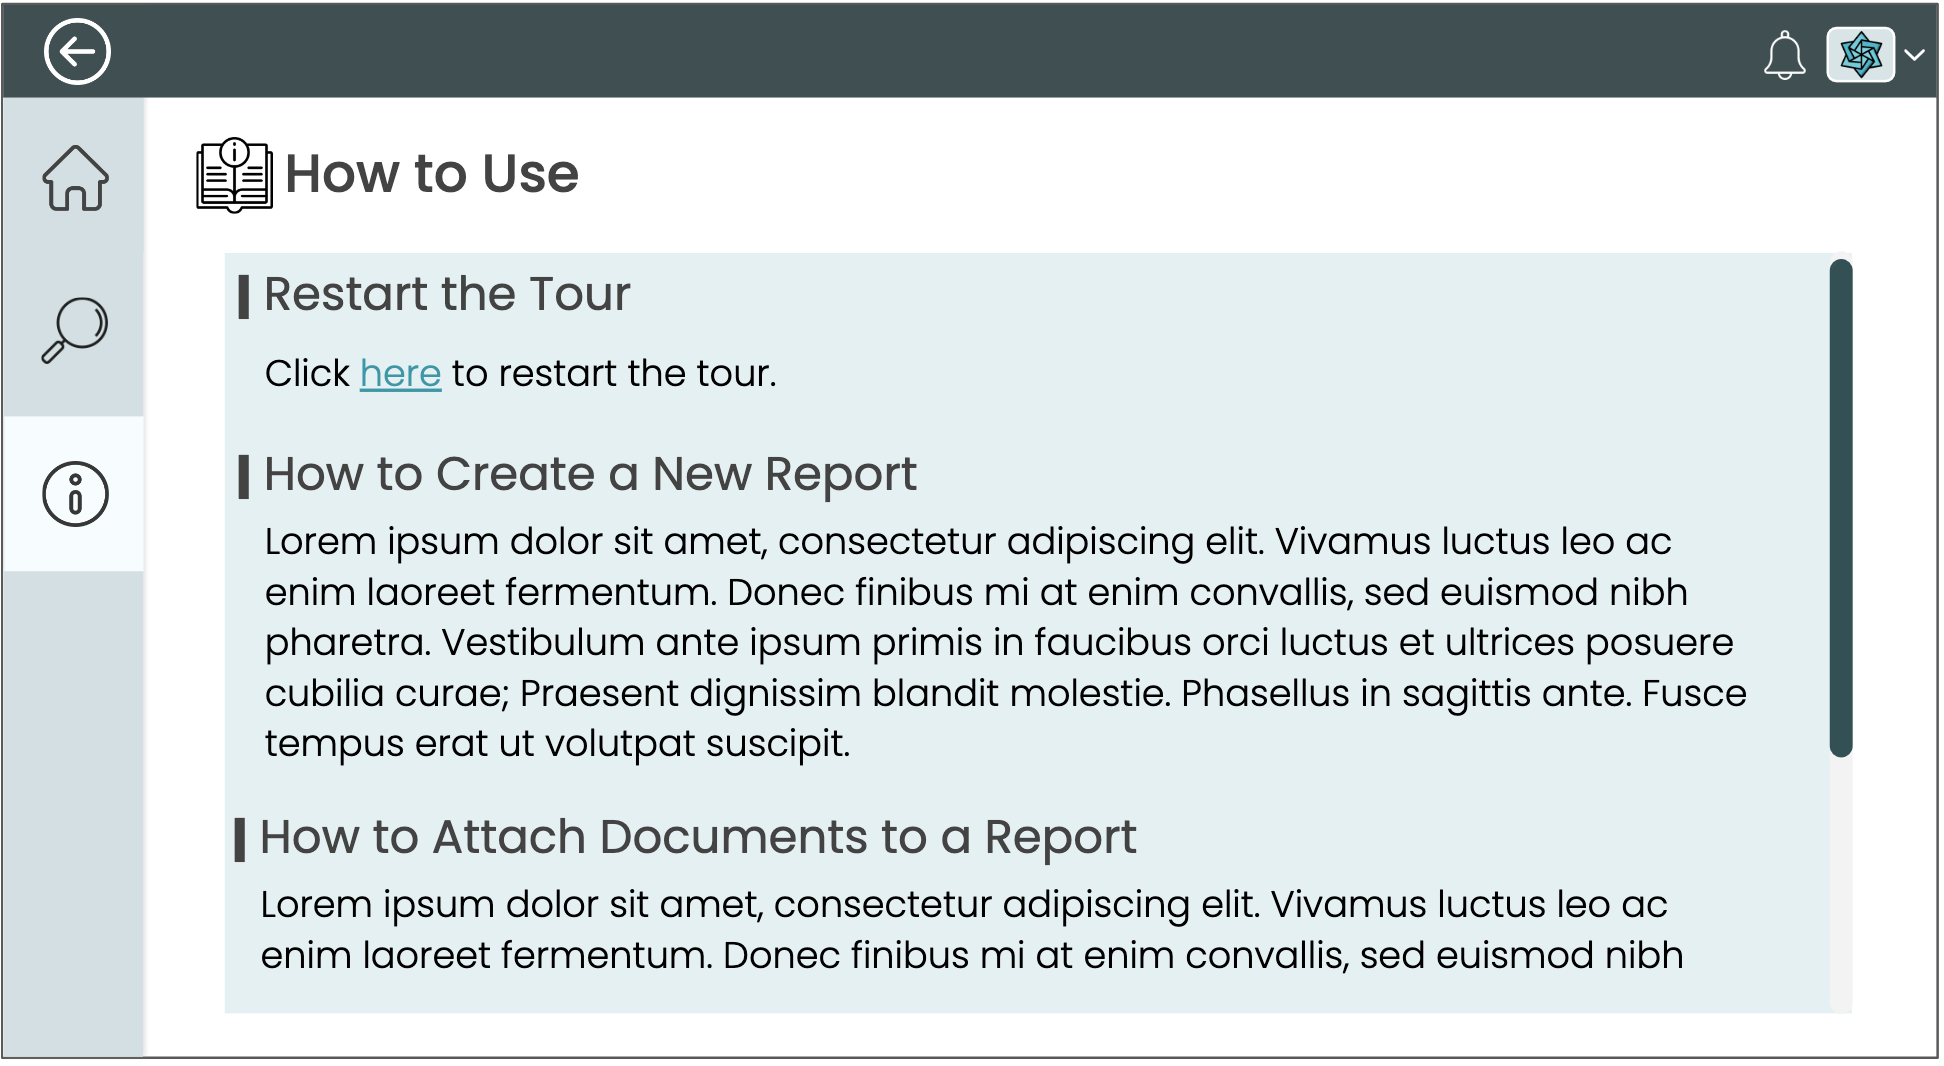 How to Use
Restart the Tour
Click here to restart the tour.
How to Create a New Report
Lorem ipsum dolor sit amet, consectetur adipiscing elit. Vivamus luctus leo ac
enim laoreet fermentum. Donec finibus mi at enim convallis, sed euismod nibh
pharetra. Vestibulum ante ipsum primis in faucibus orci luctus et ultrices posuere
cubilia curae; Praesent dignissim blandit molestie. Phasellus in sagittis ante. Fusce
tempus erat ut volutpat suscipit.
How to Attach Documents to a Report
Lorem ipsum dolor sit amet, consectetur adipiscing elit. Vivamus luctus leo ac
enim laoreet fermentum. Donec finibus mi at enim convallis, sed euismod nibh